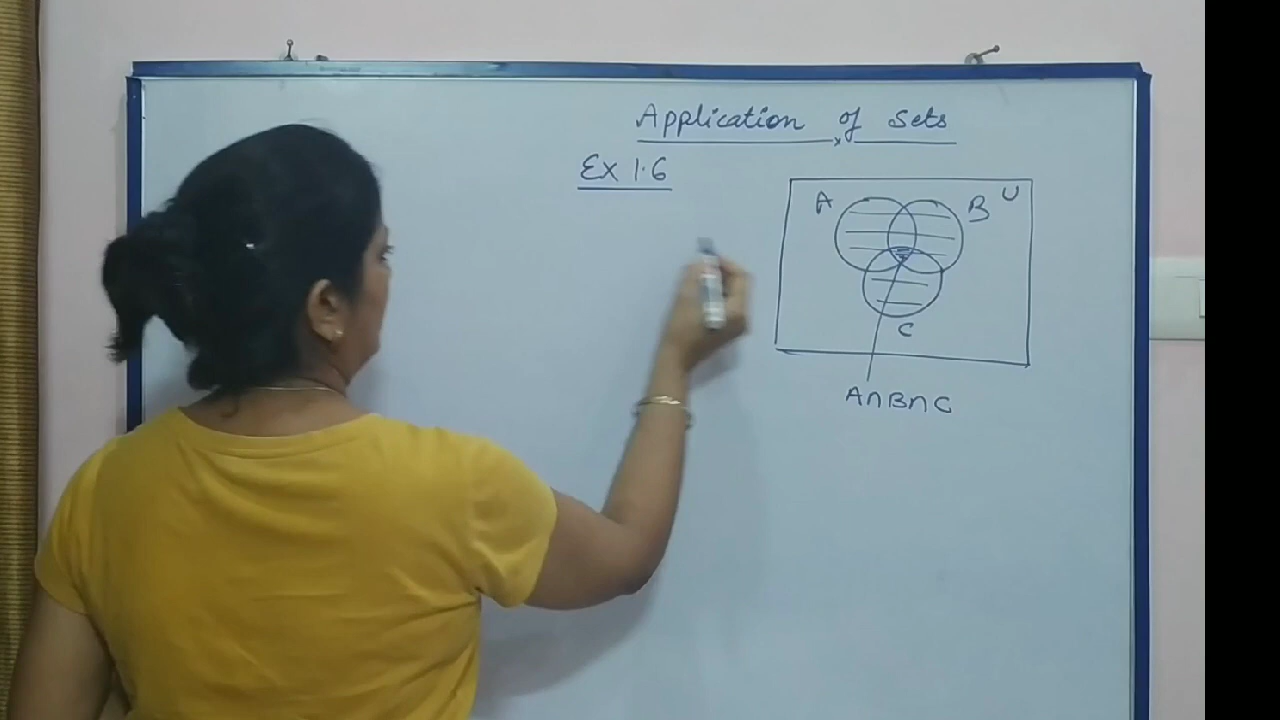 Application of Sets
Ex 1.6
A B U
C
A∩B∩C